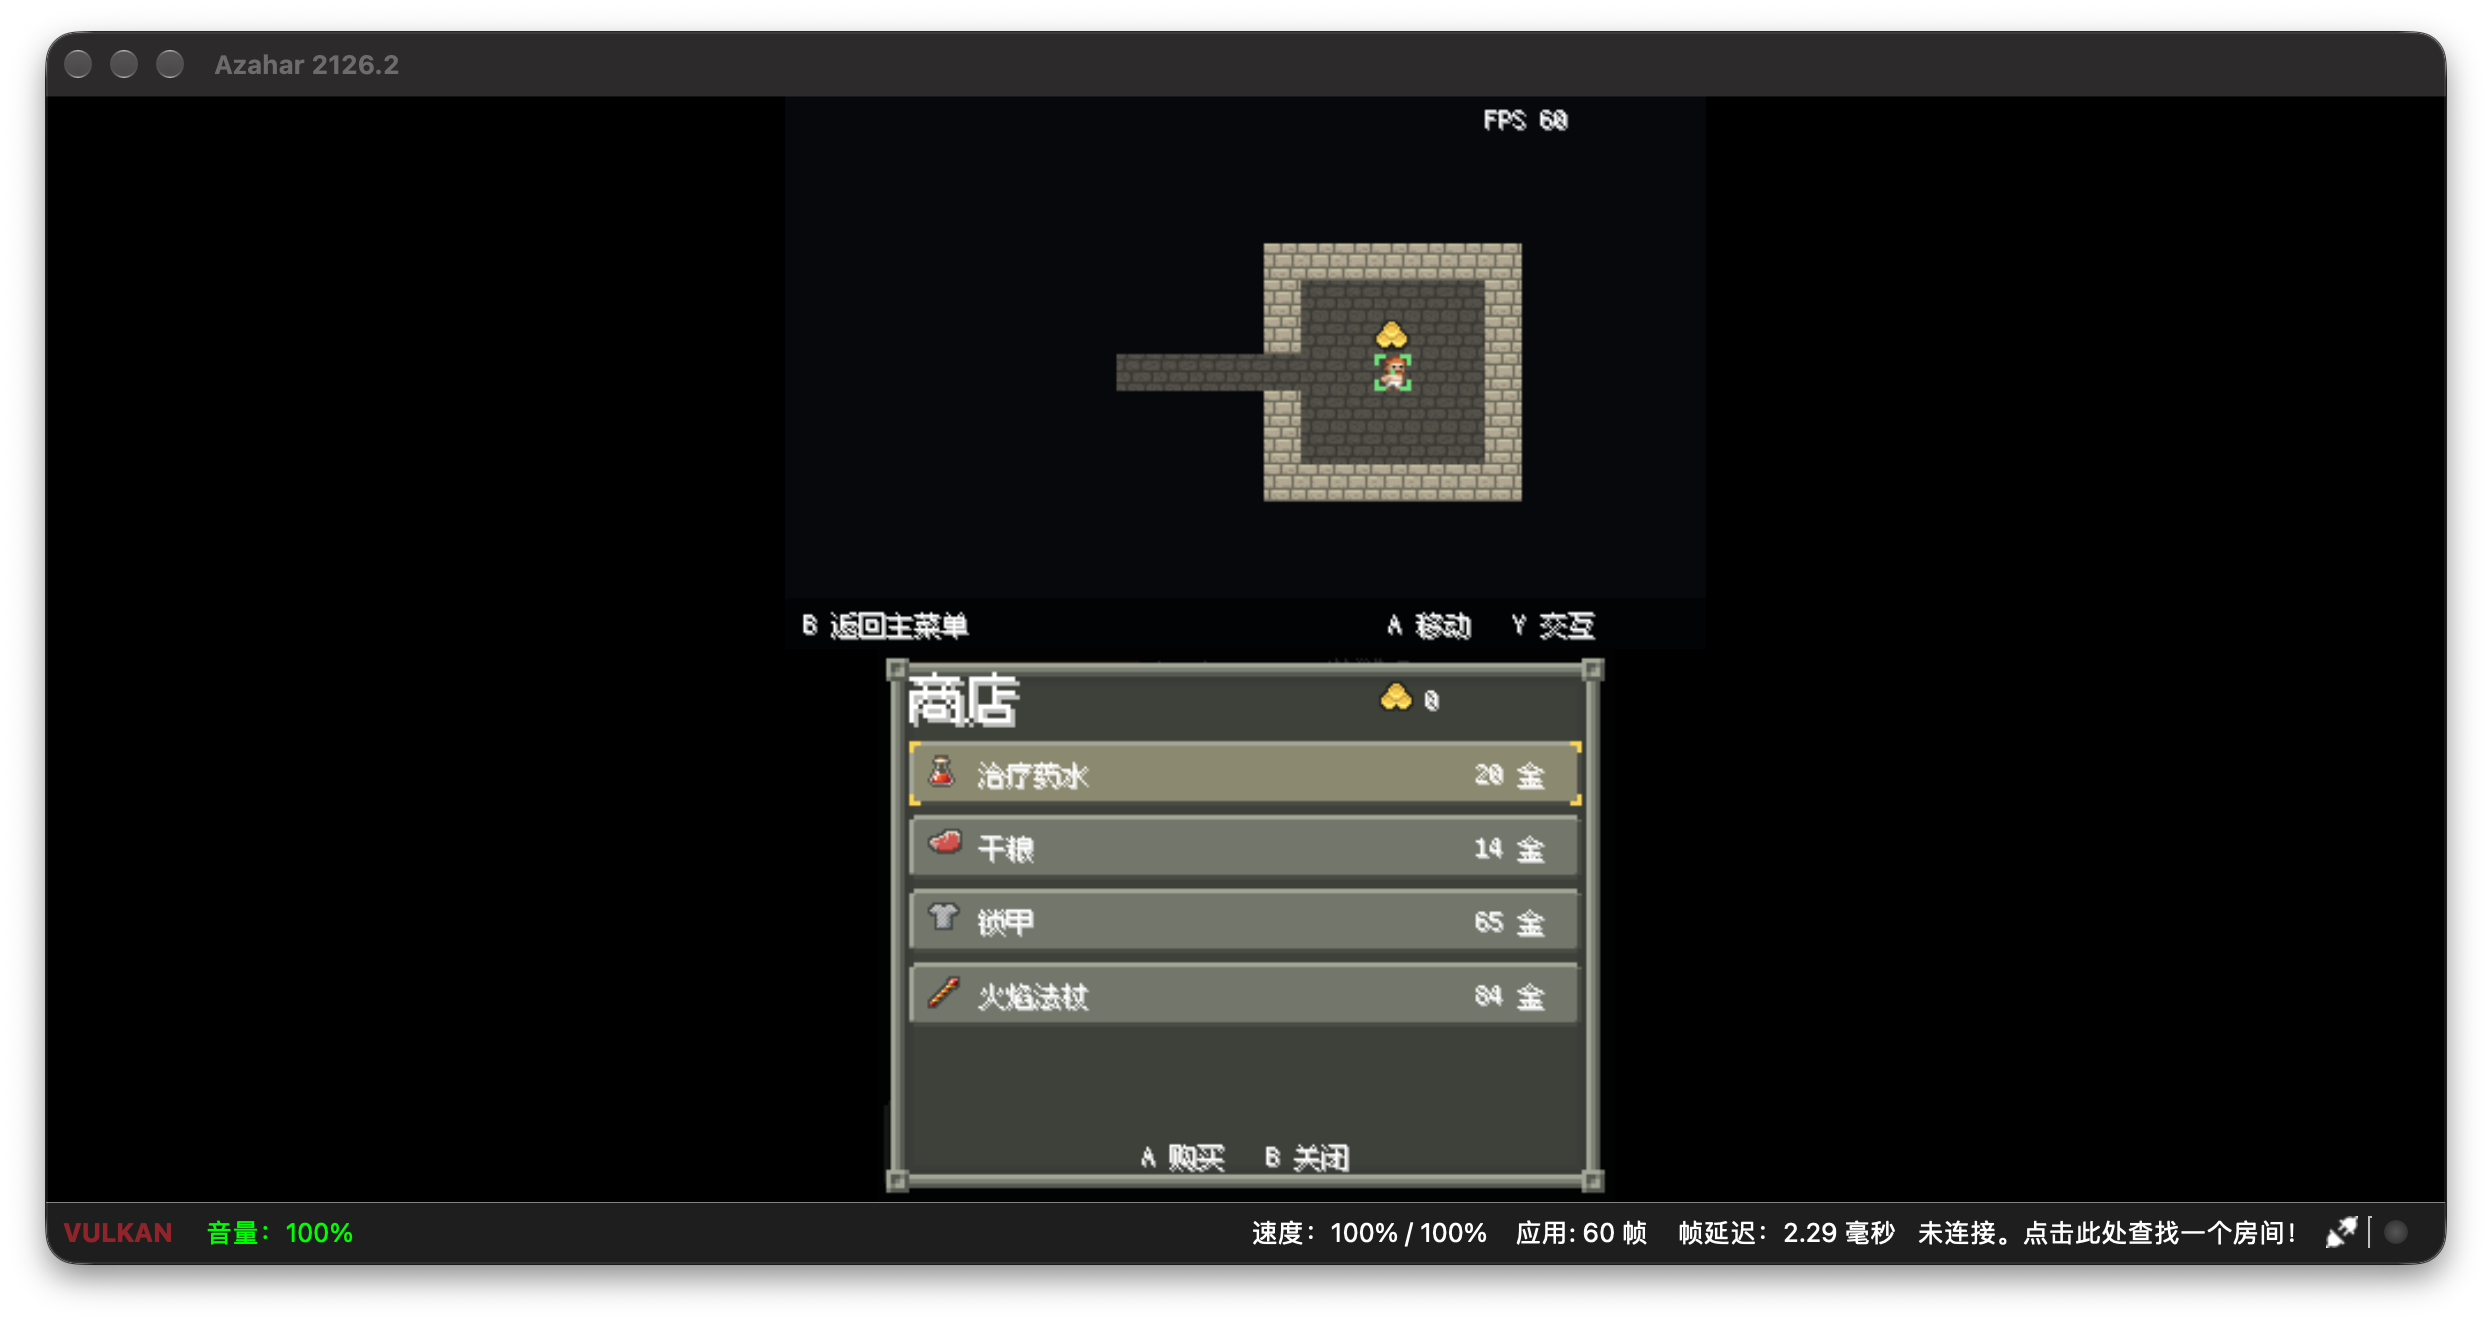 Azahar 2126.2
FPS 60
B 返回主菜单
A 移动 Y 交互
商店
0
治疗药水 20 金
干粮 14 金
锁甲 65 金
火焰法杖 84 金
A 购买 B 关闭
VULKAN 音量：100% 速度：100% / 100% 应用: 60 帧 帧延迟：2.29 毫秒 未连接。点击此处查找一个房间！